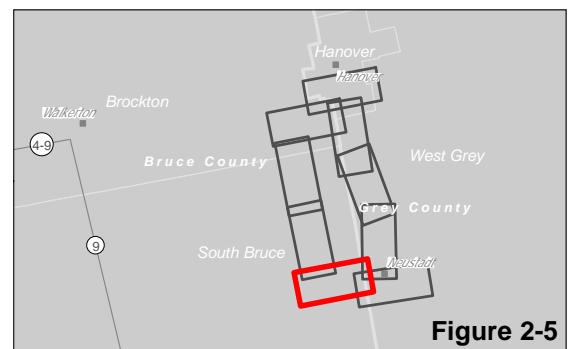 Hanover
Hanover
Brockton
Walkerton
4-9
Bruce County
West Grey
Grey County
South Bruce
9
Neustadt
Figure 2-5